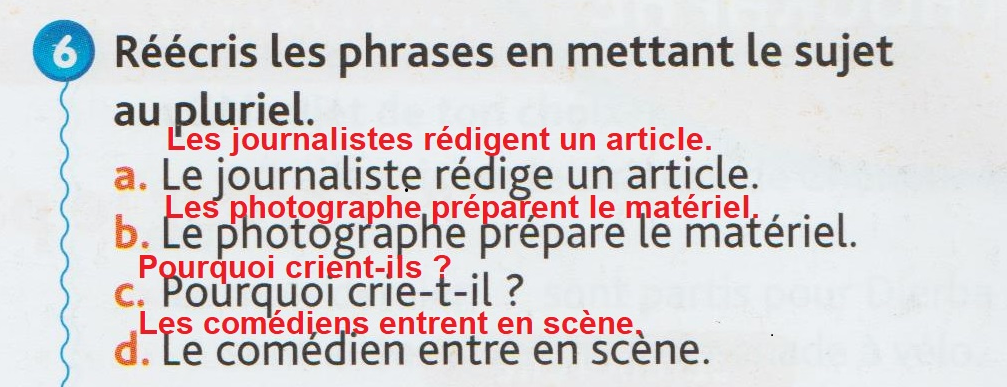 6 Réécris les phrases en mettant le sujet
au pluriel.
Les journalistes rédigent un article.
a. Le journaliste rédige un article.
Les photographe préparent le matériel.
b. Le photographe prépare le matériel.
Pourquoi crient-ils ?
c. Pourquoi crie-t-il ?
Les comédiens entrent en scène.
d. Le comédien entre en scène.